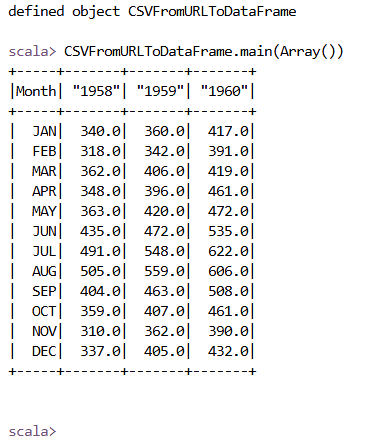 defined object CSVFromURLToDataFrame
scala> CSVFromURLToDataFrame.main(Array())
+-----+-------+-------+-------+
|Month| "1958"| "1959"| "1960"|
+-----+-------+-------+-------+
|  JAN|  340.0|  360.0|  417.0|
|  FEB|  318.0|  342.0|  391.0|
|  MAR|  362.0|  406.0|  419.0|
|  APR|  348.0|  396.0|  461.0|
|  MAY|  363.0|  420.0|  472.0|
|  JUN|  435.0|  472.0|  535.0|
|  JUL|  491.0|  548.0|  622.0|
|  AUG|  505.0|  559.0|  606.0|
|  SEP|  404.0|  463.0|  508.0|
|  OCT|  359.0|  407.0|  461.0|
|  NOV|  310.0|  362.0|  390.0|
|  DEC|  337.0|  405.0|  432.0|
+-----+-------+-------+-------+
scala>